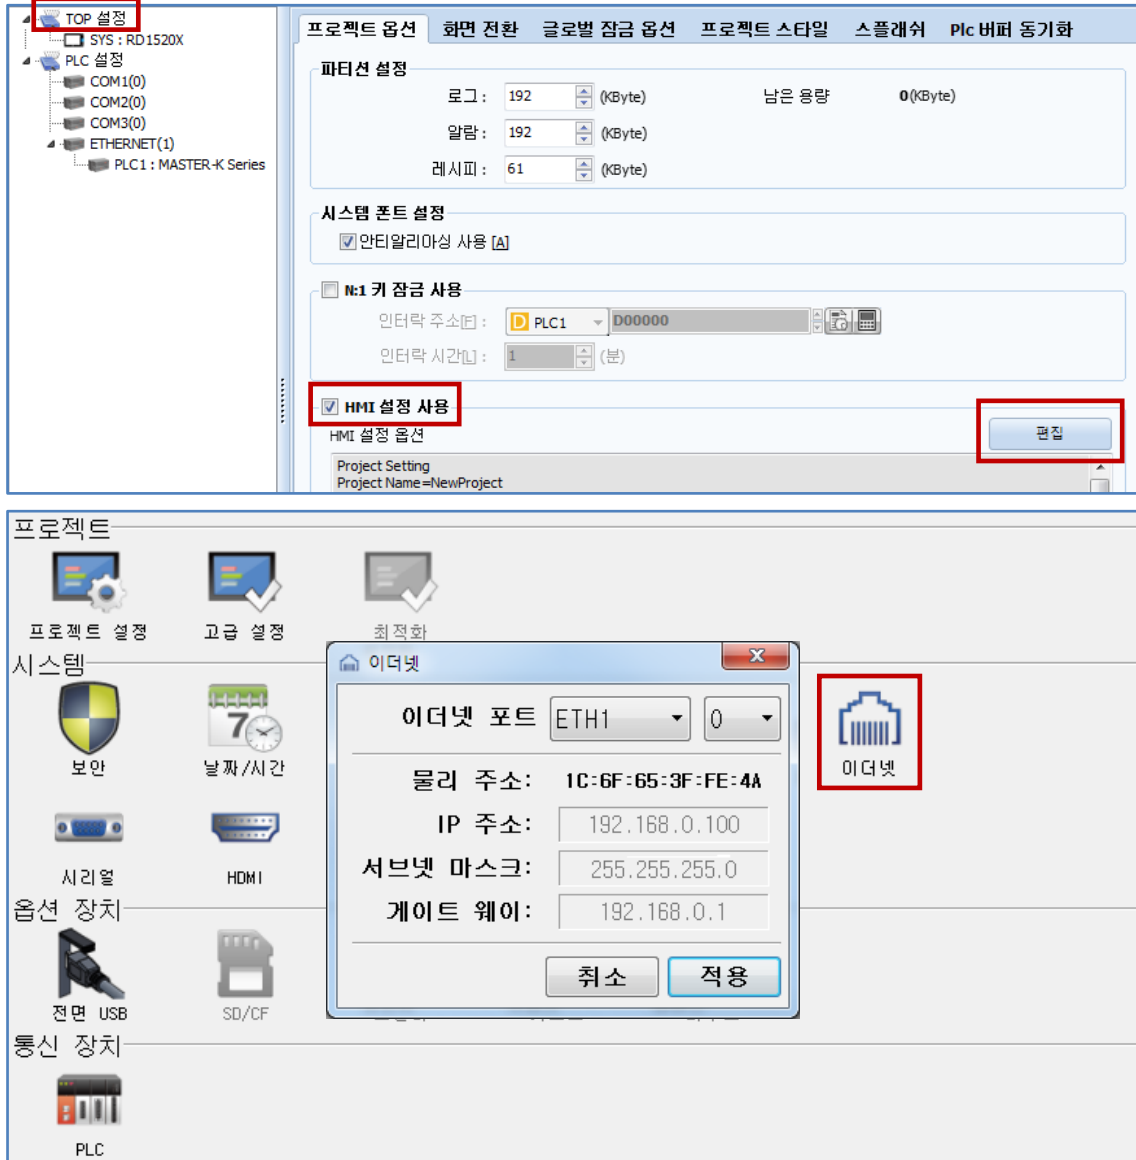 TOP 설정
SYS : RD1520X
PLC 설정
COM1(0)
COM2(0)
COM3(0)
ETHERNET(1)
PLC1 : MASTER-K Series
프로젝트 옵션 화면 전환 글로벌 잠금 옵션 프로젝트 스타일 스플래쉬 Plc 버퍼 동기화
파티션 설정
로그 : 192 (KByte) 남은 용량 0(KByte)
알람 : 192 (KByte)
레시피 : 61 (KByte)
시스템 폰트 설정
안티알리아싱 사용 [A]
N:1 키 잠금 사용
인터락 주소[F] : D PLC1 D00000
인터락 시간[L] : 1 (분)
HMI 설정 사용
HMI 설정 옵션 편집
Project Setting
Project Name=NewProject
프로젝트
프로젝트 설정 고급 설정 최적화
시스템
보안 날짜/시간 이더넷
시리얼 HDMI
옵션 장치
전면 USB SD/CF
통신 장치
PLC
이더넷
이더넷 포트 ETH1 0
물리 주소: 1C:6F:65:3F:FE:4A
IP 주소: 192.168.0.100
서브넷 마스크: 255.255.255.0
게이트 웨이: 192.168.0.1
취소 적용